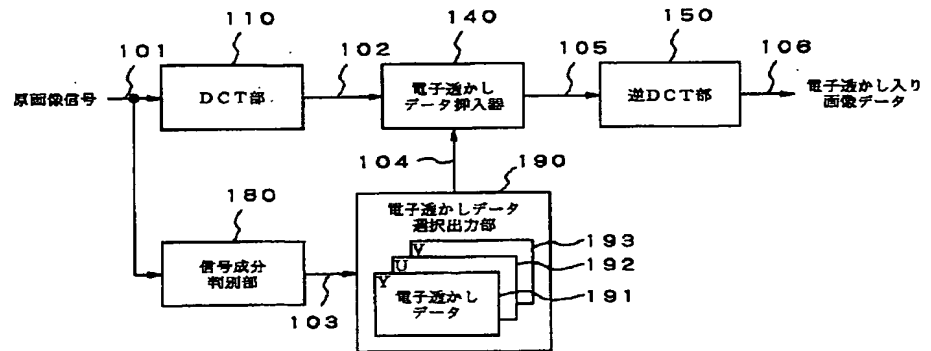 110
140
150
101
102
105
106
原画像信号
DCT部
電子透かし
データ挿入器
逆DCT部
電子透かし入り
画像データ
104
190
180
電子透かしデータ
選択出力部
193
V
192
U
信号成分
判別部
Y
電子透かし
データ
191
103